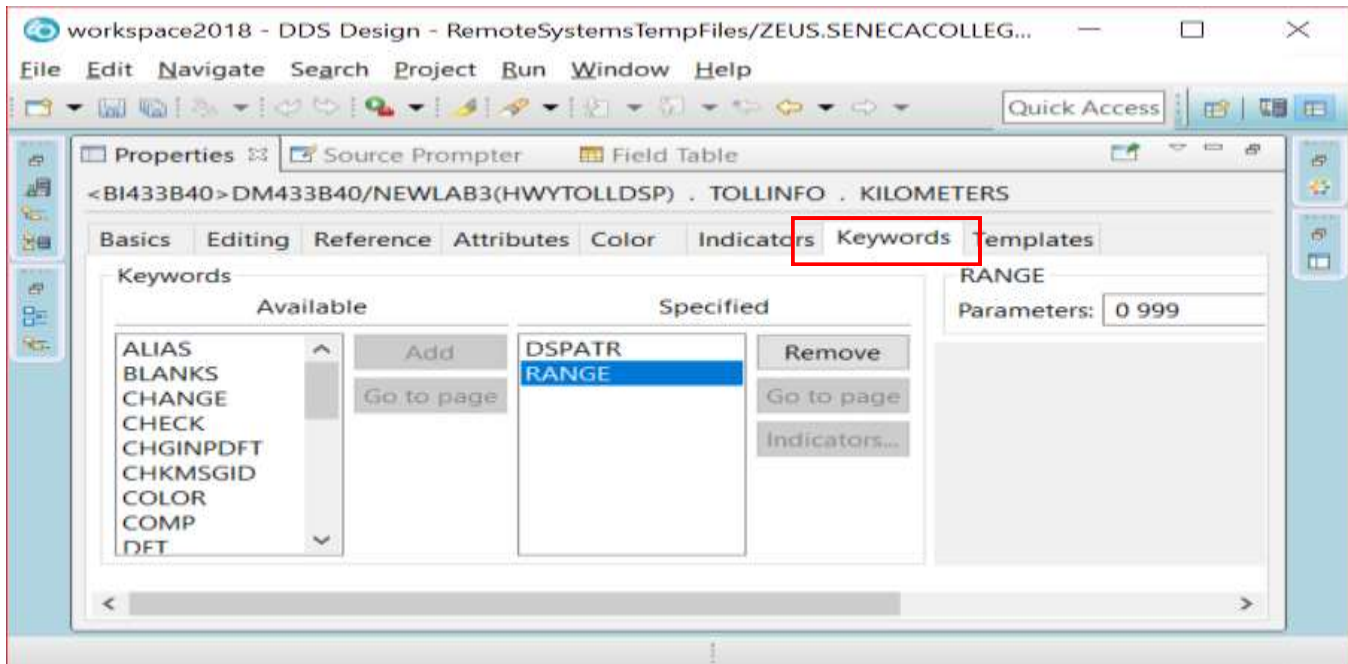 workspace2018 - DDS Design - RemoteSystemsTempFiles/ZEUS.SENECACOLLEG...
File Edit Navigate Search Project Run Window Help
Quick Access
Properties Source Prompter Field Table
<BI433B40>DM433B40/NEWLAB3(HWYTOLLDSP) . TOLLINFO . KILOMETERS
Basics Editing Reference Attributes Color Indicators Keywords Templates
Keywords RANGE
Available Specified Parameters: 0 999
ALIAS Add DSPATR Remove
BLANKS RANGE
CHANGE Go to page Go to page
CHECK
CHGINPDFT Indicators...
CHKMSGID
COLOR
COMP
DFT